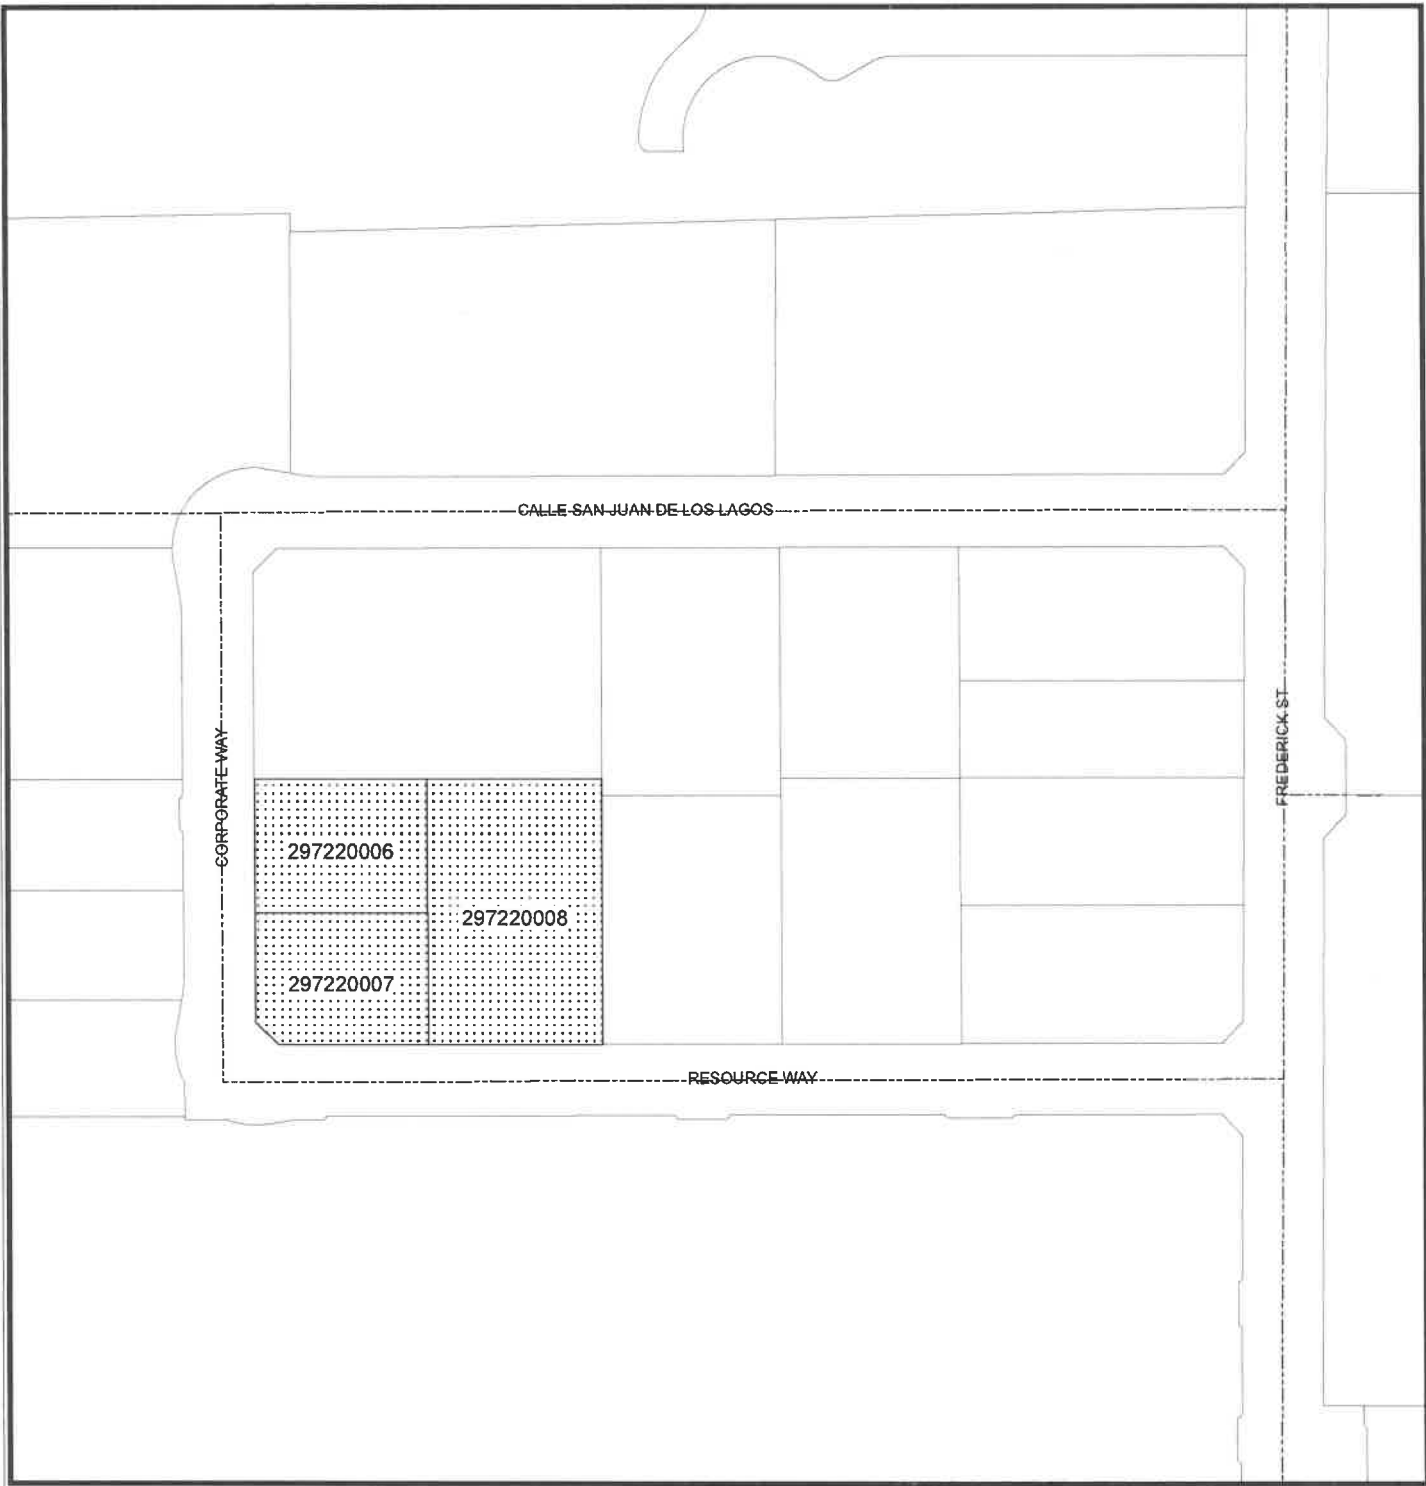 CALLE SAN JUAN DE LOS LAGOS
CORPORATE WAY
FREDERICK ST
297220006
297220008
297220007
RESOURCE WAY